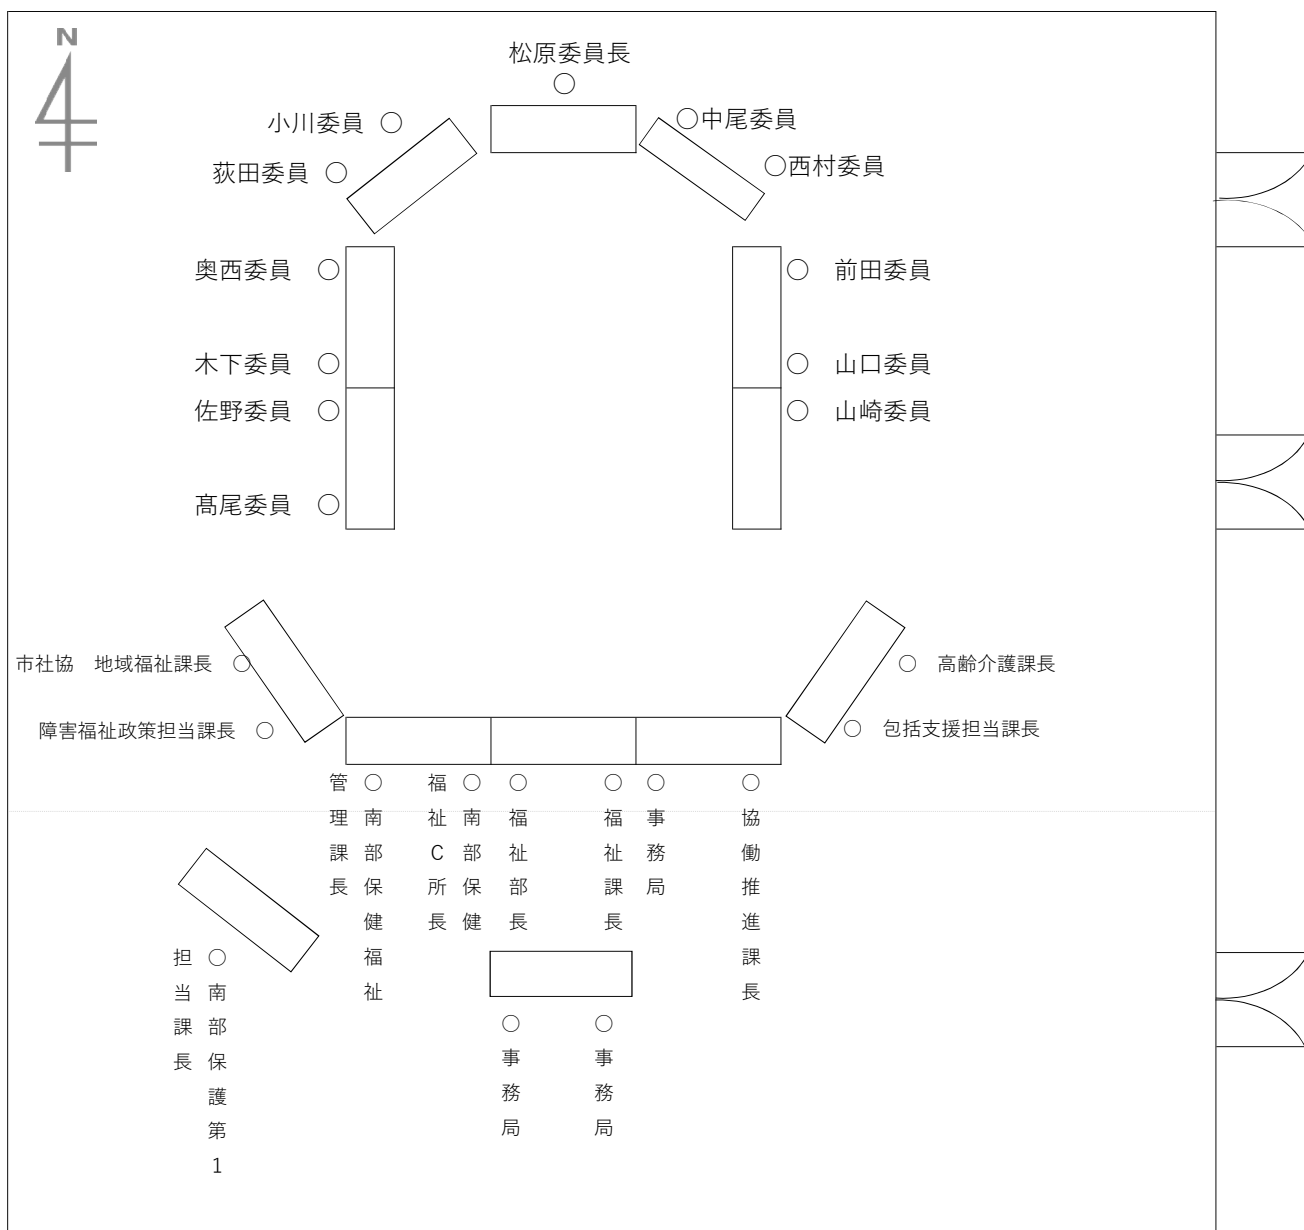 N
松原委員長
○
小川委員 ○
○中尾委員
荻田委員 ○
○西村委員
奥西委員 ○
○ 前田委員
木下委員 ○
○ 山口委員
佐野委員 ○
○ 山崎委員
髙尾委員 ○
市社協 地域福祉課長 ○
○ 高齢介護課長
障害福祉政策担当課長 ○
○ 包括支援担当課長
○協働推進課長
○事務局
○福祉課長
○福祉部長
○南部保健
福祉C所長
○南部保健福祉
管理課長
○南部保護第1
担当課長
○事務局
○事務局